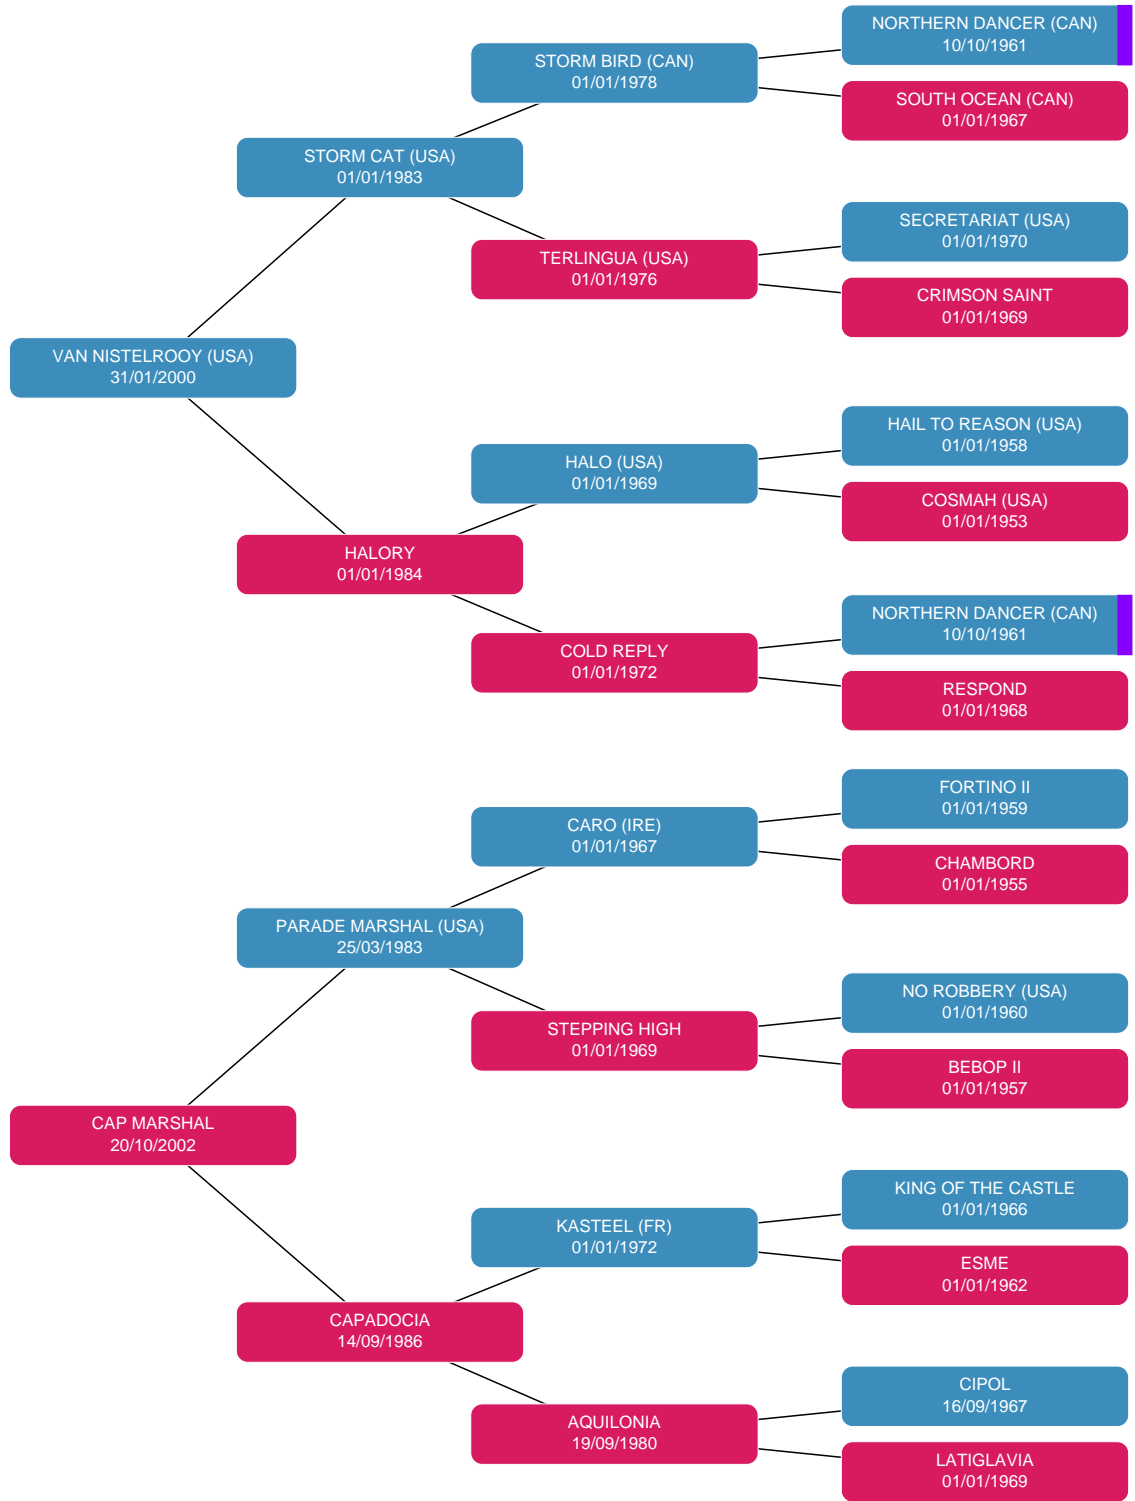 NORTHERN DANCER (CAN)
10/10/1961
STORM BIRD (CAN)
01/01/1978
SOUTH OCEAN (CAN)
01/01/1967
STORM CAT (USA)
01/01/1983
SECRETARIAT (USA)
01/01/1970
TERLINGUA (USA)
01/01/1976
CRIMSON SAINT
01/01/1969
VAN NISTELROOY (USA)
31/01/2000
HAIL TO REASON (USA)
01/01/1958
HALO (USA)
01/01/1969
COSMAH (USA)
01/01/1953
HALORY
01/01/1984
NORTHERN DANCER (CAN)
10/10/1961
COLD REPLY
01/01/1972
RESPOND
01/01/1968
FORTINO II
01/01/1959
CARO (IRE)
01/01/1967
CHAMBORD
01/01/1955
PARADE MARSHAL (USA)
25/03/1983
NO ROBBERY (USA)
01/01/1960
STEPPING HIGH
01/01/1969
BEBOP II
01/01/1957
CAP MARSHAL
20/10/2002
KING OF THE CASTLE
01/01/1966
KASTEEL (FR)
01/01/1972
ESME
01/01/1962
CAPADOCIA
14/09/1986
CIPOL
16/09/1967
AQUILONIA
19/09/1980
LATIGLAVIA
01/01/1969